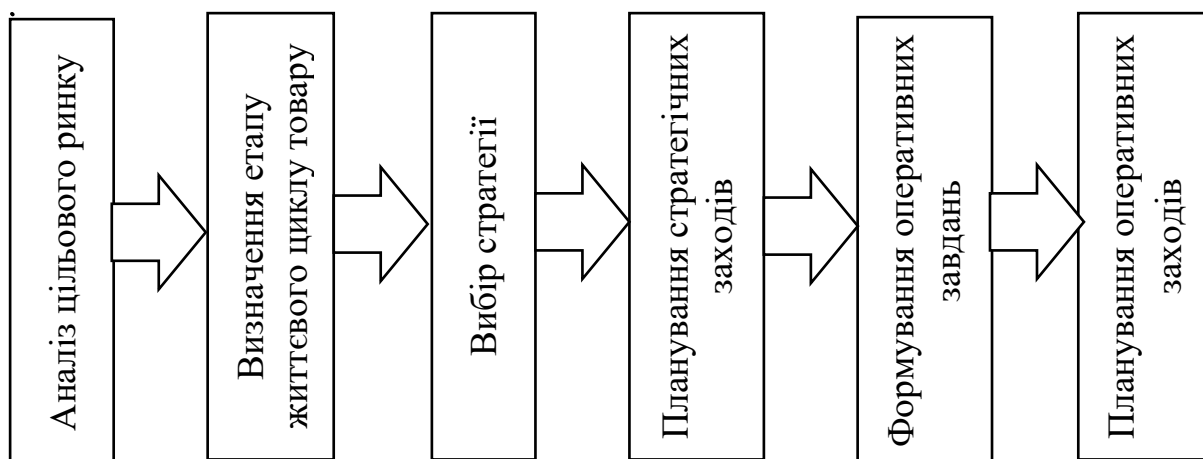 Аналіз цільового ринку
Визначення етапу
життєвого циклу товару
Вибір стратегії
Планування стратегічних
заходів
Формування оперативних
завдань
Планування оперативних
заходів